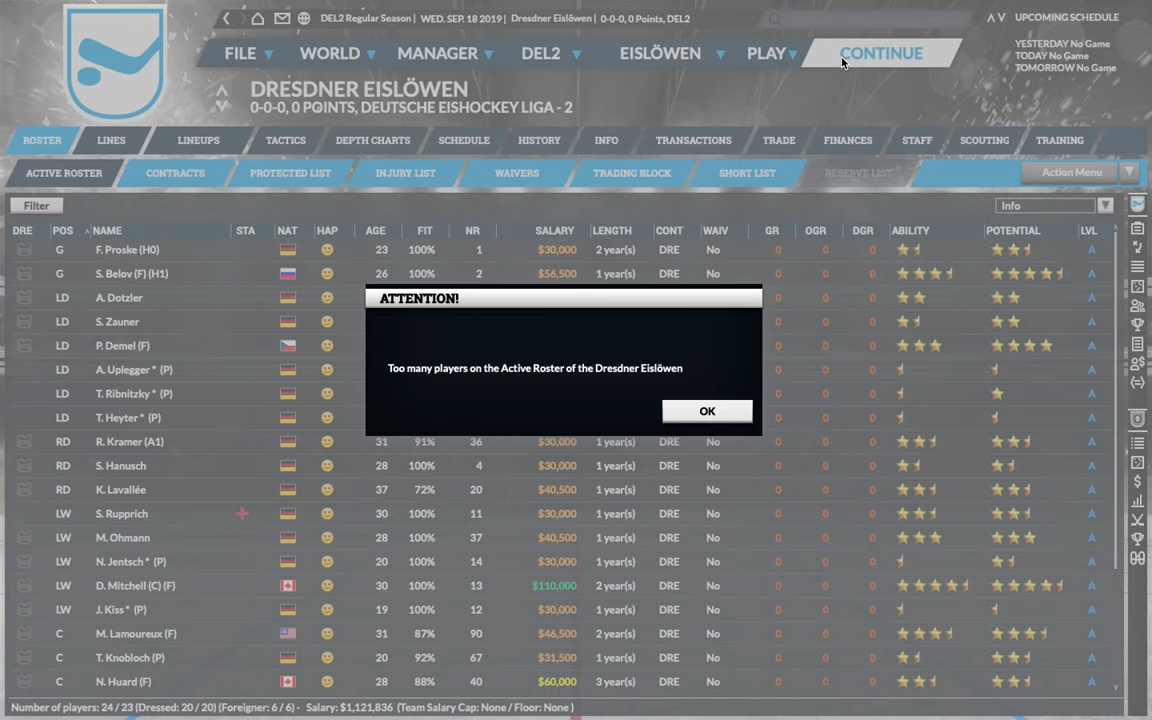 DEL2 Regular Season | WED. SEP. 18 2019 | Dresdner Eislöwen | 0-0-0, 0 Points, DEL2
UPCOMING SCHEDULE
FILE WORLD MANAGER DEL2 EISLÖWEN PLAY CONTINUE
YESTERDAY No Game
TODAY No Game
TOMORROW No Game
DRESDNER EISLÖWEN
0-0-0, 0 POINTS, DEUTSCHE EISHOCKEY LIGA - 2
ROSTER LINES LINEUPS TACTICS DEPTH CHARTS SCHEDULE HISTORY INFO TRANSACTIONS TRADE FINANCES STAFF SCOUTING TRAINING
ACTIVE ROSTER CONTRACTS PROTECTED LIST INJURY LIST WAIVERS TRADING BLOCK SHORT LIST RESERVE LIST Action Menu
Filter Info
DRE POS NAME STA NAT HAP AGE FIT NR SALARY LENGTH CONT WAIV GR OGR DGR ABILITY POTENTIAL LVL
G F. Proske (H0) 23 100% 1 $30,000 2 year(s) DRE No 0 0 0 A
G S. Belov (F) (H1) 26 100% 2 $56,500 1 year(s) DRE No 0 0 0 A
LD A. Dotzler 0 0 A
LD S. Zauner 0 0 A
LD P. Demel (F) 0 0 A
LD A. Uplegger * (P) 0 0 A
LD T. Ribnitzky * (P) 0 0 A
LD T. Heyter * (P) 0 0 A
ATTENTION!
Too many players on the Active Roster of the Dresdner Eislöwen
OK
RD R. Kramer (A1) 31 91% 36 $30,000 1 year(s) DRE No 0 0 0 A
RD S. Hanusch 28 100% 4 $30,000 1 year(s) DRE No 0 0 0 A
RD K. Lavallée 37 72% 20 $40,500 1 year(s) DRE No 0 0 0 A
LW S. Rupprich 30 100% 11 $30,000 1 year(s) DRE No 0 0 0 A
LW M. Ohmann 28 100% 37 $40,500 1 year(s) DRE No 0 0 0 A
LW N. Jentsch * (P) 20 100% 14 $30,000 1 year(s) DRE No 0 0 0 A
LW D. Mitchell (C) (F) 30 100% 13 $110,000 2 year(s) DRE No 0 0 0 A
LW J. Kiss * (P) 19 100% 12 $30,000 1 year(s) DRE No 0 0 0 A
C M. Lamoureux (F) 31 87% 90 $46,500 2 year(s) DRE No 0 0 0 A
C T. Knobloch (P) 20 92% 67 $31,500 1 year(s) DRE No 0 0 0 A
C N. Huard (F) 28 88% 40 $60,000 3 year(s) DRE No 0 0 0 A
Number of players: 24 / 23 (Dressed: 20 / 20) (Foreigner: 6 / 6) - Salary: $1,121,836 (Team Salary Cap: None / Floor: None )